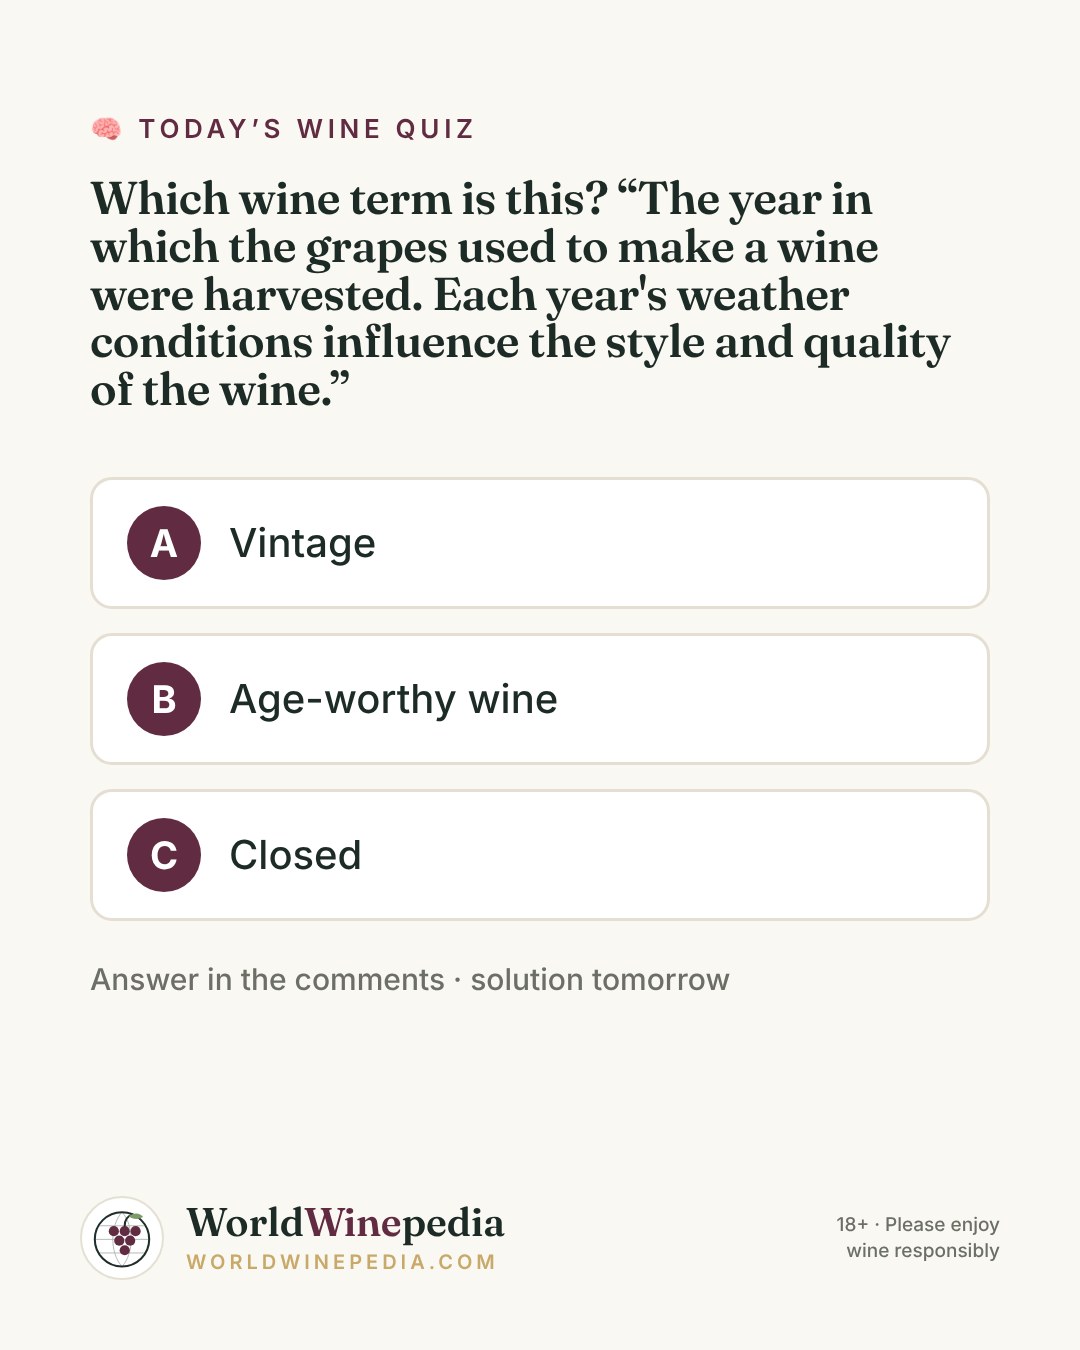 🧠 TODAY’S WINE QUIZ
Which wine term is this? “The year in
which the grapes used to make a wine
were harvested. Each year's weather
conditions influence the style and quality
of the wine.”
A Vintage
B Age-worthy wine
C Closed
Answer in the comments · solution tomorrow
WorldWinepedia
WORLDWINEPEDIA.COM
18+ · Please enjoy
wine responsibly